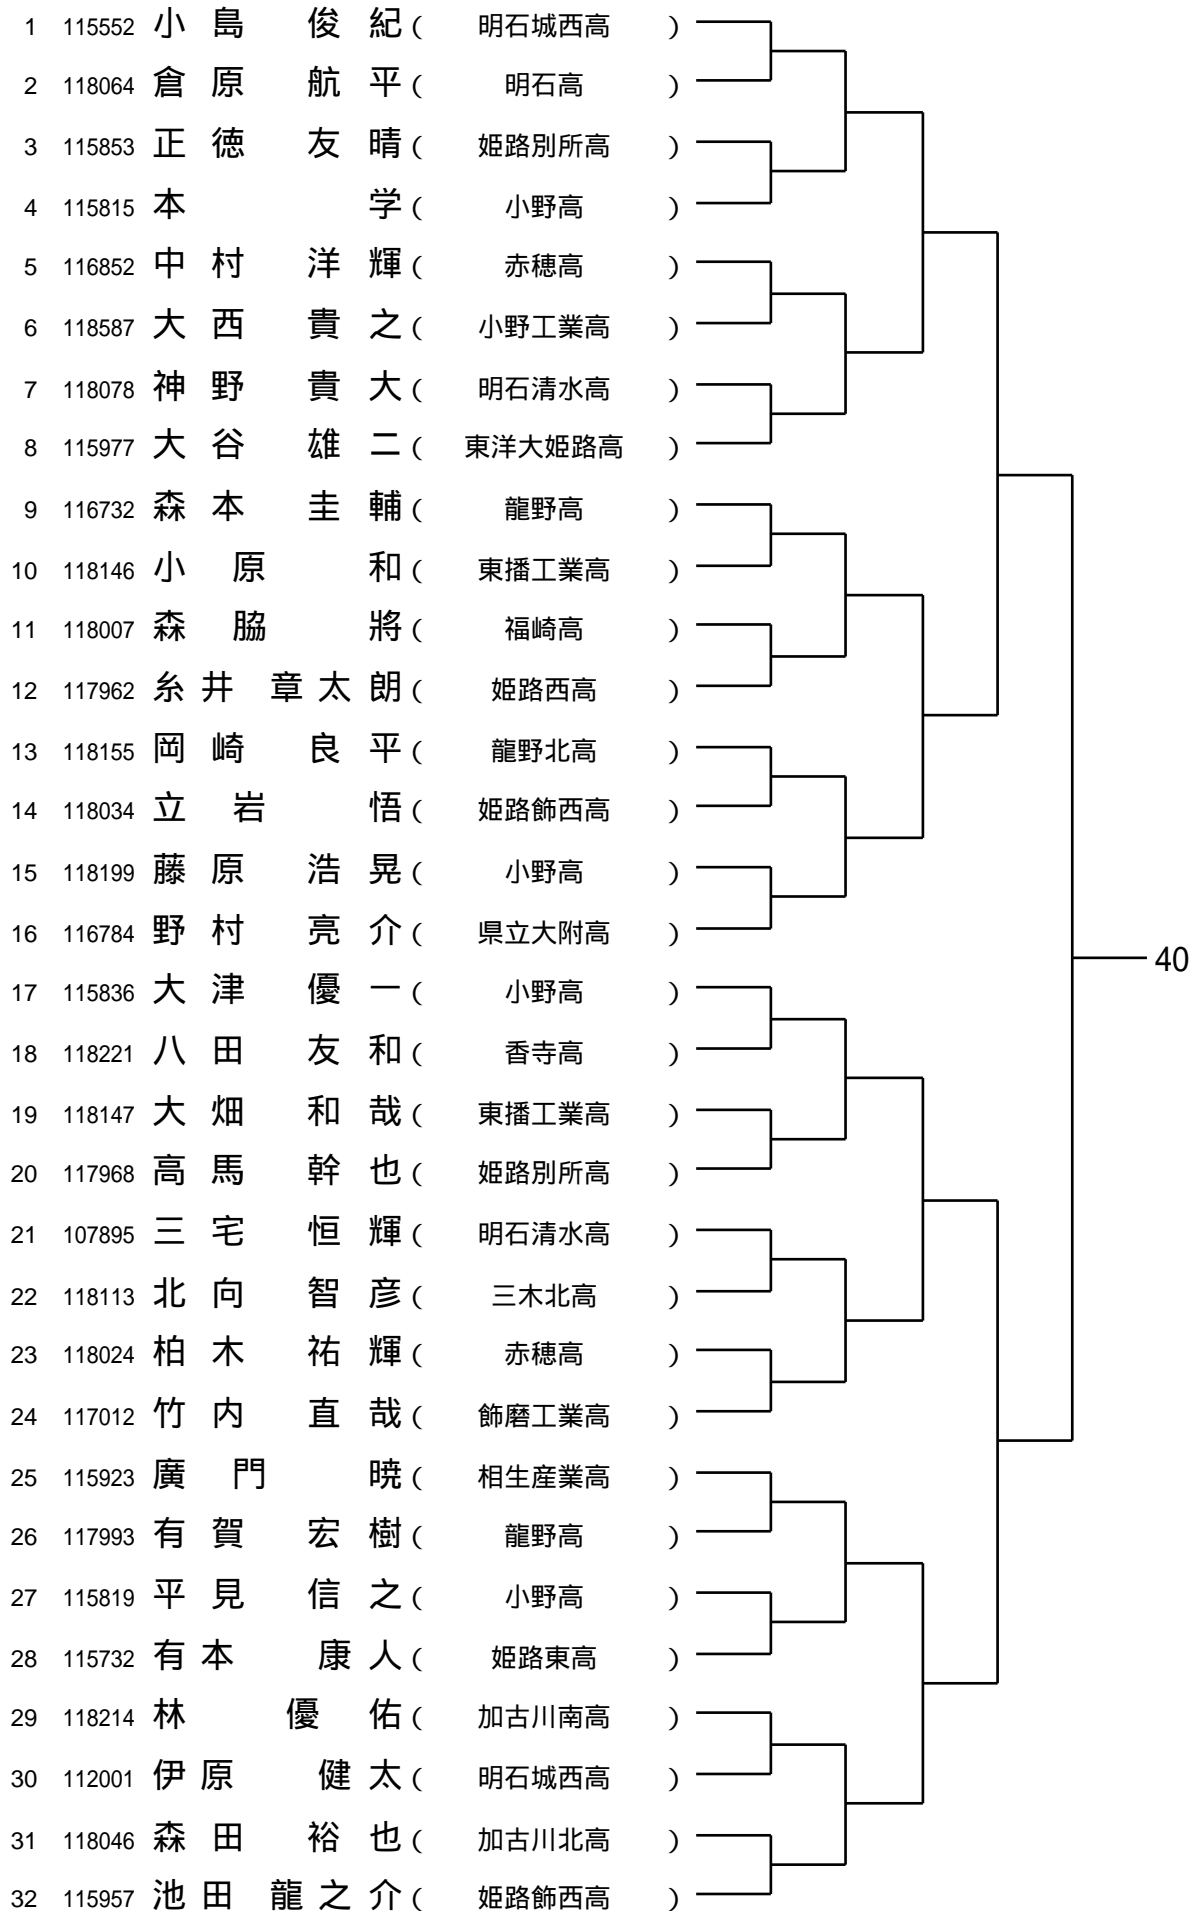 1 115552 小島 俊紀 ( 明石城西高 )
2 118064 倉原 航平 ( 明石高 )
3 115853 正徳 友晴 ( 姫路別所高 )
4 115815 本 学 ( 小野高 )
5 116852 中村 洋輝 ( 赤穂高 )
6 118587 大西 貴之 ( 小野工業高 )
7 118078 神野 貴大 ( 明石清水高 )
8 115977 大谷 雄二 ( 東洋大姫路高 )
9 116732 森本 圭輔 ( 龍野高 )
10 118146 小原 和 ( 東播工業高 )
11 118007 森脇 將 ( 福崎高 )
12 117962 糸井 章太朗 ( 姫路西高 )
13 118155 岡崎 良平 ( 龍野北高 )
14 118034 立岩 悟 ( 姫路飾西高 )
15 118199 藤原 浩晃 ( 小野高 )
16 116784 野村 亮介 ( 県立大附高 )
40
17 115836 大津 優一 ( 小野高 )
18 118221 八田 友和 ( 香寺高 )
19 118147 大畑 和哉 ( 東播工業高 )
20 117968 高馬 幹也 ( 姫路別所高 )
21 107895 三宅 恒輝 ( 明石清水高 )
22 118113 北向 智彦 ( 三木北高 )
23 118024 柏木 祐輝 ( 赤穂高 )
24 117012 竹内 直哉 ( 飾磨工業高 )
25 115923 廣門 暁 ( 相生産業高 )
26 117993 有賀 宏樹 ( 龍野高 )
27 115819 平見 信之 ( 小野高 )
28 115732 有本 康人 ( 姫路東高 )
29 118214 林 優佑 ( 加古川南高 )
30 112001 伊原 健太 ( 明石城西高 )
31 118046 森田 裕也 ( 加古川北高 )
32 115957 池田 龍之介 ( 姫路飾西高 )